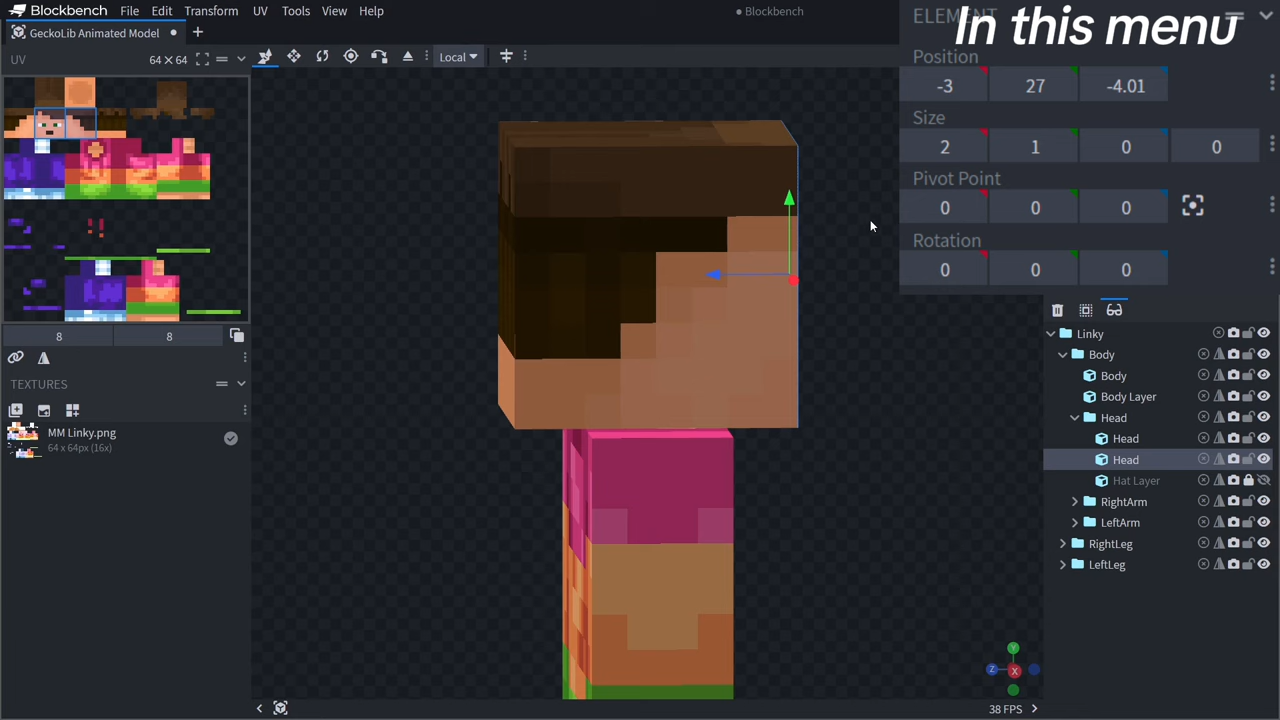 Blockbench File Edit Transform UV Tools View Help
Blockbench
GeckoLib Animated Model
UV 64 × 64
Local
ELEMENT
In this menu
Position
-3 27 -4.01
Size
2 1 0 0
Pivot Point
0 0 0
Rotation
0 0 0
8 8
TEXTURES
MM Linky.png
64 x 64px (16x)
Linky
Body
Body
Body Layer
Head
Head
Head
Hat Layer
RightArm
LeftArm
RightLeg
LeftLeg
Y
Z
X
38 FPS